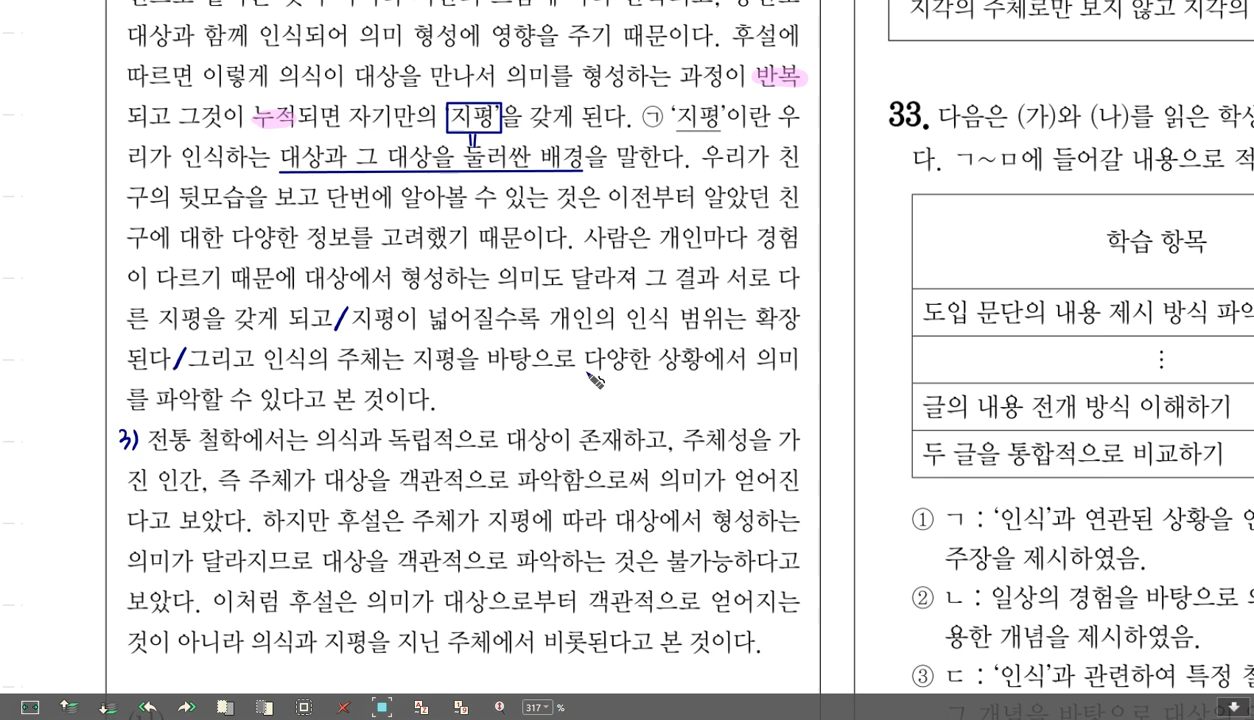 대상과 함께 인식되어 의미 형성에 영향을 주기 때문이다. 후설에
따르면 이렇게 의식이 대상을 만나서 의미를 형성하는 과정이 반복
되고 그것이 누적되면 자기만의 '지평'을 갖게 된다. ㉠ ‘지평’이란 우
리가 인식하는 대상과 그 대상을 둘러싼 배경을 말한다. 우리가 친
구의 뒷모습을 보고 단번에 알아볼 수 있는 것은 이전부터 알았던 친
구에 대한 다양한 정보를 고려했기 때문이다. 사람은 개인마다 경험
이 다르기 때문에 대상에서 형성하는 의미도 달라져 그 결과 서로 다
른 지평을 갖게 되고/지평이 넓어질수록 개인의 인식 범위는 확장
된다/그리고 인식의 주체는 지평을 바탕으로 다양한 상황에서 의미
를 파악할 수 있다고 본 것이다.
3) 전통 철학에서는 의식과 독립적으로 대상이 존재하고, 주체성을 가
진 인간, 즉 주체가 대상을 객관적으로 파악함으로써 의미가 얻어진
다고 보았다. 하지만 후설은 주체가 지평에 따라 대상에서 형성하는
의미가 달라지므로 대상을 객관적으로 파악하는 것은 불가능하다고
보았다. 이처럼 후설은 의미가 대상으로부터 객관적으로 얻어지는
것이 아니라 의식과 지평을 지닌 주체에서 비롯된다고 본 것이다.
지각의 주체로만 보지 않고 지각의
33. 다음은 (가)와 (나)를 읽은 학생
다. ㄱ~ㅁ에 들어갈 내용으로 적
학습 항목
도입 문단의 내용 제시 방식 파악
⋮
글의 내용 전개 방식 이해하기
두 글을 통합적으로 비교하기
① ㄱ : ‘인식’과 연관된 상황을 언
주장을 제시하였음.
② ㄴ : 일상의 경험을 바탕으로
용한 개념을 제시하였음.
③ ㄷ : ‘인식’과 관련하여 특정 철
317 %